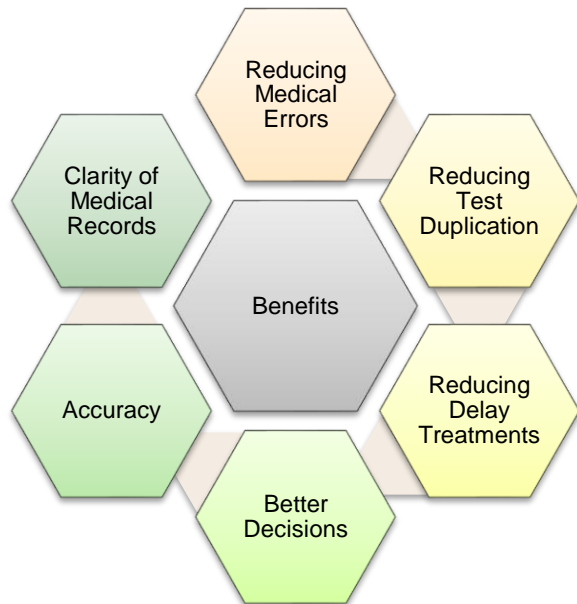 Reducing
Medical
Errors
Reducing
Test
Duplication
Reducing
Delay
Treatments
Better
Decisions
Accuracy
Clarity of
Medical
Records
Benefits